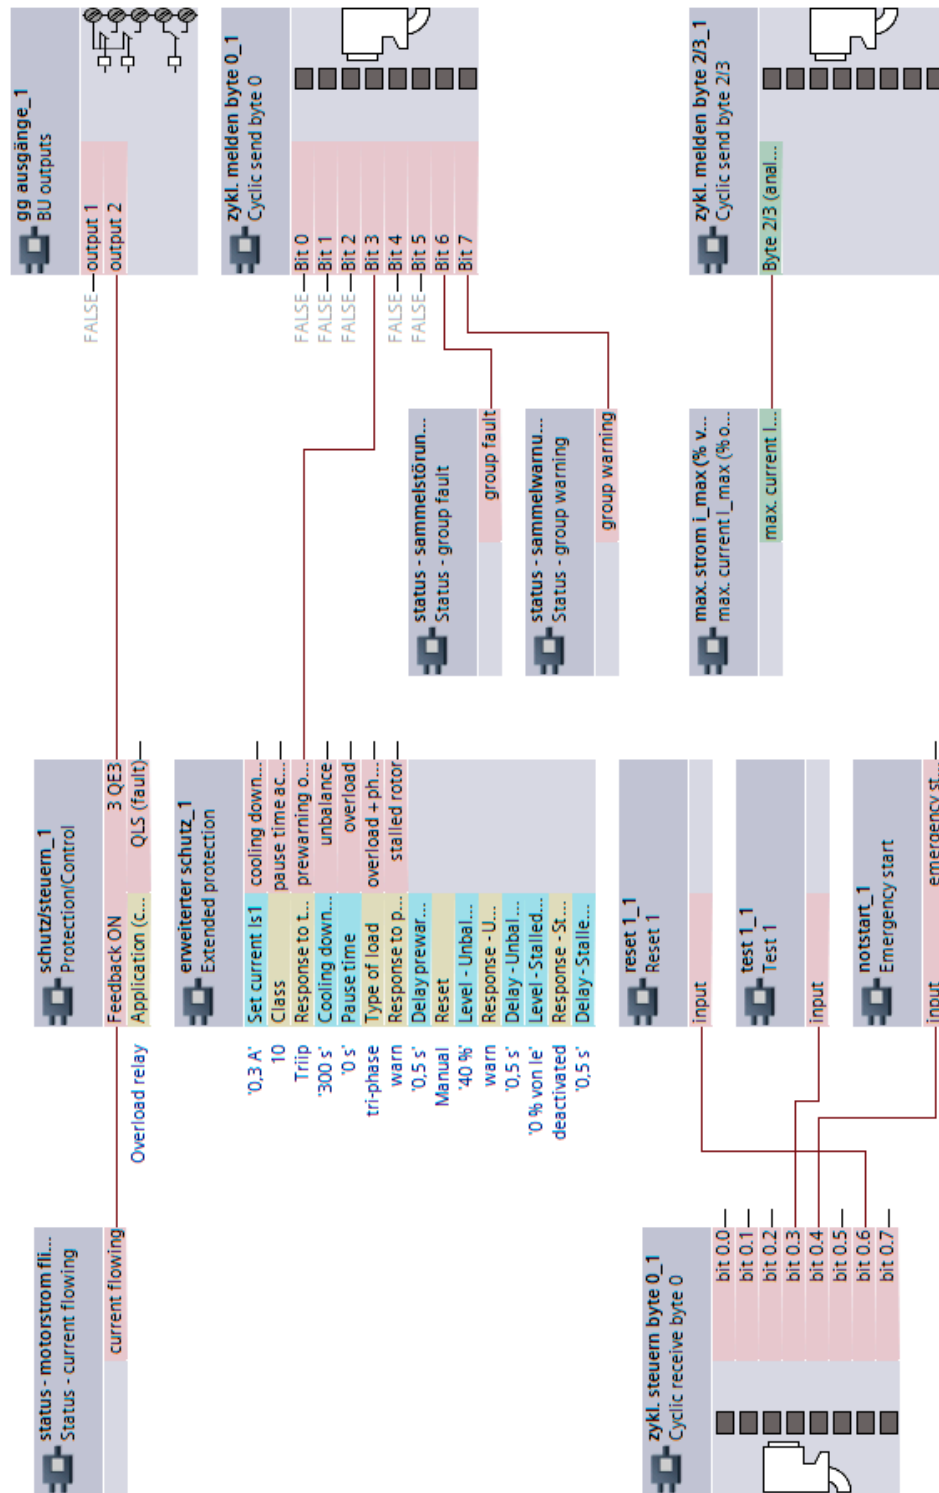 status - motorstrom fli...
Status - current flowing
current flowing
schutz/steuern_1
Protection/Control
Feedback ON
3 QE3
Overload relay
Application (c...
QLS (fault)
gg ausgänge_1
BU outputs
FALSE
output 1
output 2
erweiterter schutz_1
Extended protection
'0,3 A'
Set current Is1
cooling down...
10
Class
pause time ac...
Triip
Response to t...
prewarning o...
'300 s'
Cooling down...
unbalance
'0 s'
Pause time
overload
tri-phase
Type of load
overload + ph...
warn
Response to p...
stalled rotor
'0,5 s'
Delay prewar...
Manual
Reset
'40 %'
Level - Unbal...
warn
Response - U...
'0,5 s'
Delay - Unbal...
'0 % von Ie'
Level - Stalled...
deactivated
Response - St...
'0,5 s'
Delay - Stalle...
zykl. melden byte 0_1
Cyclic send byte 0
FALSE
Bit 0
FALSE
Bit 1
FALSE
Bit 2
Bit 3
FALSE
Bit 4
FALSE
Bit 5
Bit 6
Bit 7
status - sammelstörun...
Status - group fault
group fault
status - sammelwarnu...
Status - group warning
group warning
zykl. steuern byte 0_1
Cyclic receive byte 0
bit 0.0
bit 0.1
bit 0.2
bit 0.3
bit 0.4
bit 0.5
bit 0.6
bit 0.7
reset 1_1
Reset 1
input
test 1_1
Test 1
input
notstart_1
Emergency start
input
emergency st...
max. strom i_max (% v...
max. current I_max (% o...
max. current I...
zykl. melden byte 2/3_1
Cyclic send byte 2/3
Byte 2/3 (anal...